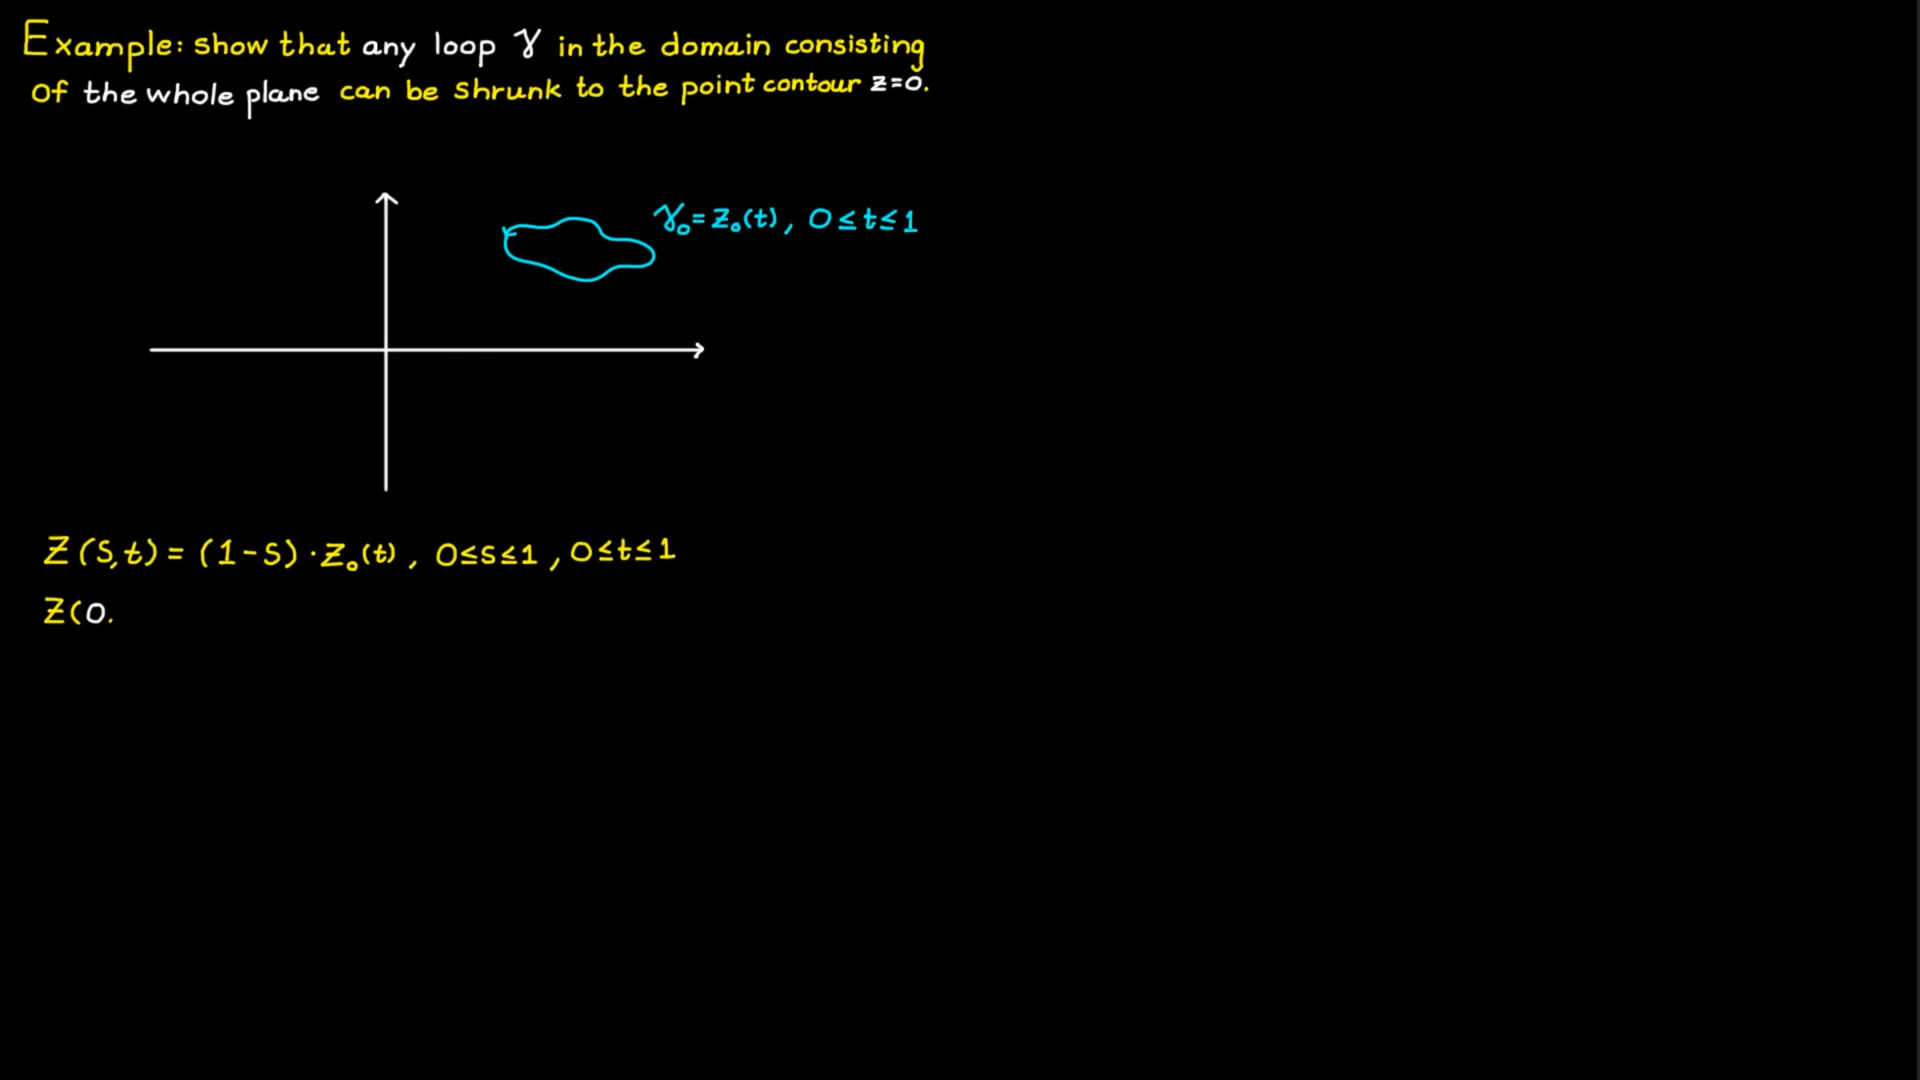 Example: show that any loop γ in the domain consisting
of the whole plane can be shrunk to the point contour z=0.
γ₀=z₀(t), 0≤t≤1
Z(S,t)=(1-S)·Z₀(t), 0≤s≤1, 0≤t≤1
Z(0.